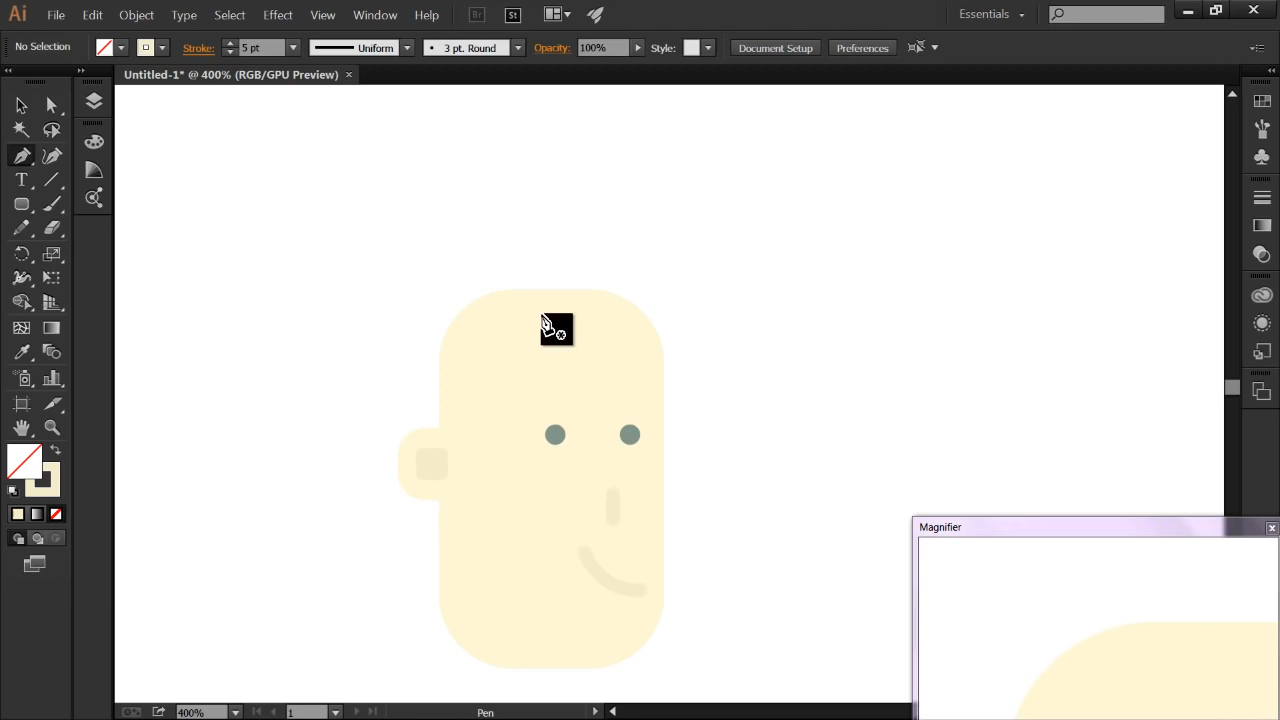 Ai File Edit Object Type Select Effect View Window Help Br St Essentials
No Selection Stroke: 5 pt Uniform 3 pt. Round Opacity: 100% Style: Document Setup Preferences
Untitled-1* @ 400% (RGB/GPU Preview) ×
T
Magnifier
400% 1 Pen